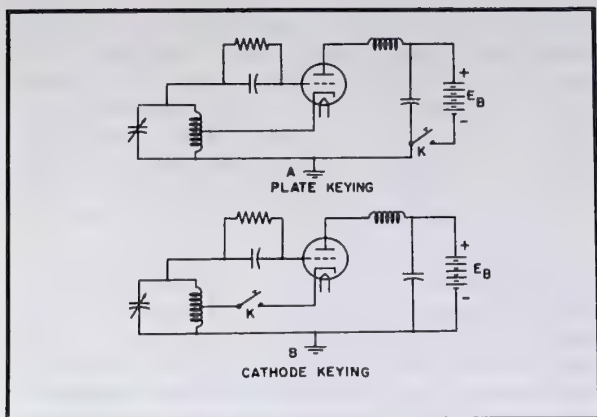 +
E_B
-
K
A
PLATE KEYING
+
E_B
-
K
B
CATHODE KEYING